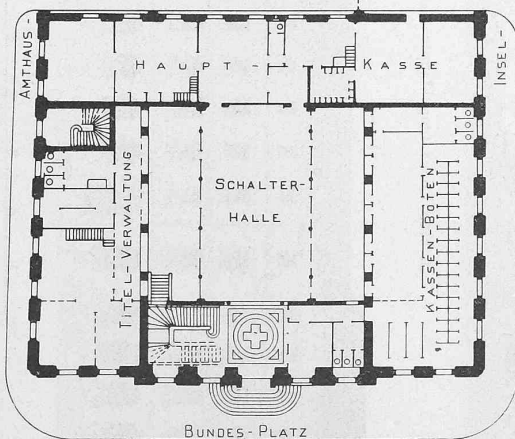 AMTHAUS-
HAUPT-KASSE
INSEL-
TITEL-VERWALTUNG
SCHALTER-
HALLE
KASSEN-BOTEN
BUNDES-PLATZ